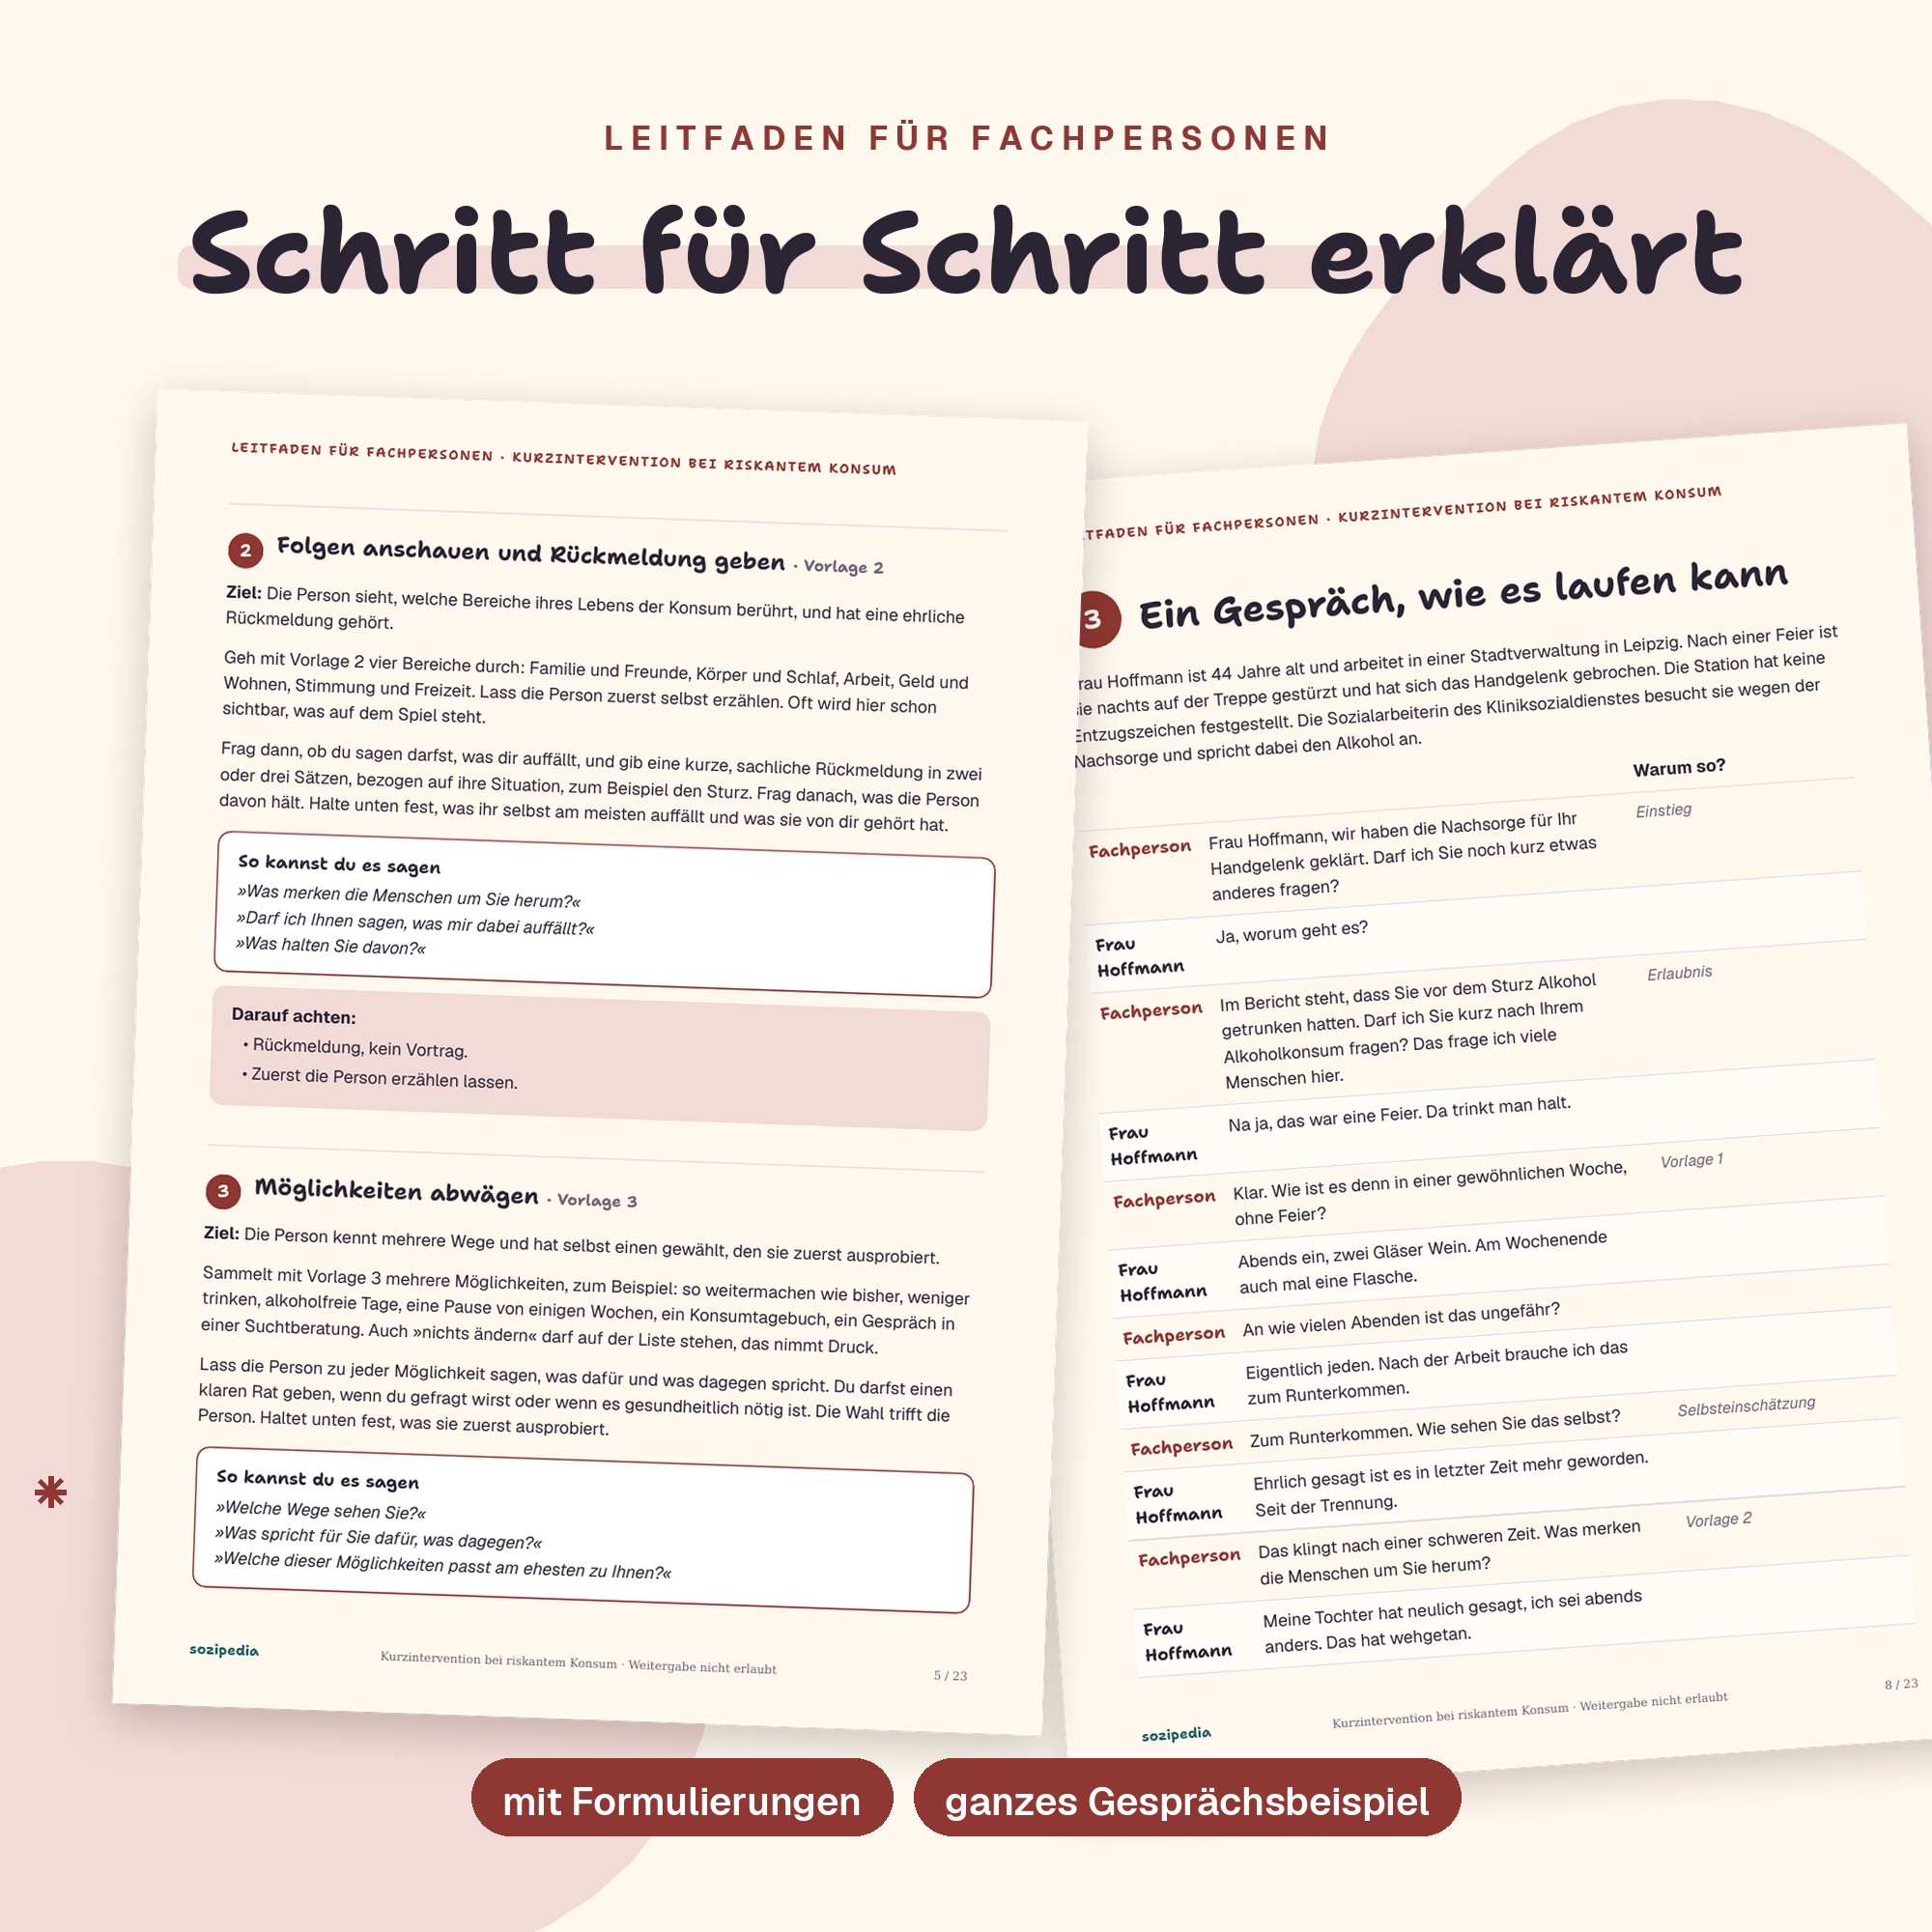 LEITFADEN FÜR FACHPERSONEN
Schritt für Schritt erklärt
LEITFADEN FÜR FACHPERSONEN · KURZINTERVENTION BEI RISKANTEM KONSUM
2 Folgen anschauen und Rückmeldung geben · Vorlage 2
Ziel: Die Person sieht, welche Bereiche ihres Lebens der Konsum berührt, und hat eine ehrliche
Rückmeldung gehört.
Geh mit Vorlage 2 vier Bereiche durch: Familie und Freunde, Körper und Schlaf, Arbeit, Geld und
Wohnen, Stimmung und Freizeit. Lass die Person zuerst selbst erzählen. Oft wird hier schon
sichtbar, was auf dem Spiel steht.
Frag dann, ob du sagen darfst, was dir auffällt, und gib eine kurze, sachliche Rückmeldung in zwei
oder drei Sätzen, bezogen auf ihre Situation, zum Beispiel den Sturz. Frag danach, was die Person
davon hält. Halte unten fest, was ihr selbst am meisten auffällt und was sie von dir gehört hat.
So kannst du es sagen
»Was merken die Menschen um Sie herum?«
»Darf ich Ihnen sagen, was mir dabei auffällt?«
»Was halten Sie davon?«
Darauf achten:
• Rückmeldung, kein Vortrag.
• Zuerst die Person erzählen lassen.
3 Möglichkeiten abwägen · Vorlage 3
Ziel: Die Person kennt mehrere Wege und hat selbst einen gewählt, den sie zuerst ausprobiert.
Sammelt mit Vorlage 3 mehrere Möglichkeiten, zum Beispiel: so weitermachen wie bisher, weniger
trinken, alkoholfreie Tage, eine Pause von einigen Wochen, ein Konsumtagebuch, ein Gespräch in
einer Suchtberatung. Auch »nichts ändern« darf auf der Liste stehen, das nimmt Druck.
Lass die Person zu jeder Möglichkeit sagen, was dafür und was dagegen spricht. Du darfst einen
klaren Rat geben, wenn du gefragt wirst oder wenn es gesundheitlich nötig ist. Die Wahl trifft die
Person. Haltet unten fest, was sie zuerst ausprobiert.
So kannst du es sagen
»Welche Wege sehen Sie?«
»Was spricht für Sie dafür, was dagegen?«
»Welche dieser Möglichkeiten passt am ehesten zu Ihnen?«
sozipedia
Kurzintervention bei riskantem Konsum · Weitergabe nicht erlaubt
5 / 23
FÜR FACHPERSONEN · KURZINTERVENTION BEI RISKANTEM KONSUM
3 Ein Gespräch, wie es laufen kann
Hoffmann ist 44 Jahre alt und arbeitet in einer Stadtverwaltung in Leipzig. Nach einer Feier ist
sie nachts auf der Treppe gestürzt und hat sich das Handgelenk gebrochen. Die Station hat keine
Entzugszeichen festgestellt. Die Sozialarbeiterin des Kliniksozialdienstes besucht sie wegen der
Nachsorge und spricht dabei den Alkohol an.
Warum so?
Fachperson
Frau Hoffmann, wir haben die Nachsorge für Ihr
Handgelenk geklärt. Darf ich Sie noch kurz etwas
anderes fragen?
Einstieg
Frau
Hoffmann
Ja, worum geht es?
Fachperson
Im Bericht steht, dass Sie vor dem Sturz Alkohol
getrunken hatten. Darf ich Sie kurz nach Ihrem
Alkoholkonsum fragen? Das frage ich viele
Menschen hier.
Erlaubnis
Frau
Hoffmann
Na ja, das war eine Feier. Da trinkt man halt.
Fachperson
Klar. Wie ist es denn in einer gewöhnlichen Woche,
ohne Feier?
Vorlage 1
Frau
Hoffmann
Abends ein, zwei Gläser Wein. Am Wochenende
auch mal eine Flasche.
Fachperson
An wie vielen Abenden ist das ungefähr?
Frau
Hoffmann
Eigentlich jeden. Nach der Arbeit brauche ich das
zum Runterkommen.
Fachperson
Zum Runterkommen. Wie sehen Sie das selbst?
Selbsteinschätzung
Frau
Hoffmann
Ehrlich gesagt ist es in letzter Zeit mehr geworden.
Seit der Trennung.
Fachperson
Das klingt nach einer schweren Zeit. Was merken
die Menschen um Sie herum?
Vorlage 2
Frau
Hoffmann
Meine Tochter hat neulich gesagt, ich sei abends
anders. Das hat wehgetan.
sozipedia
Kurzintervention bei riskantem Konsum · Weitergabe nicht erlaubt
8 / 23
mit Formulierungen
ganzes Gesprächsbeispiel